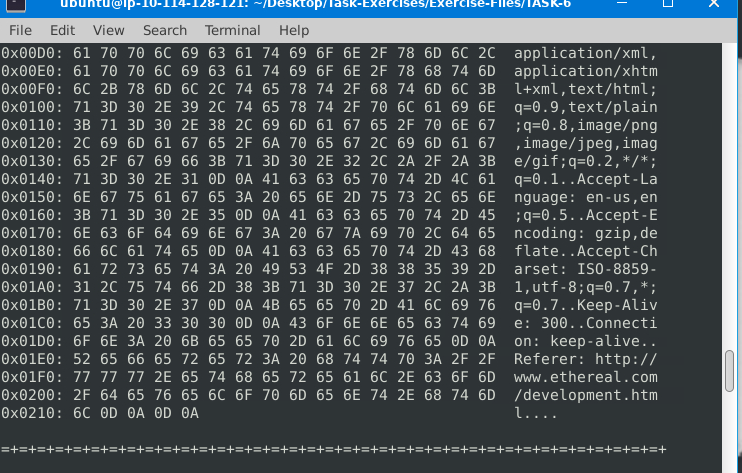 ubuntu@ip-10-114-128-121: ~/Desktop/Task-Exercises/Exercise-Files/TASK-6
File Edit View Search Terminal Help
0x00D0: 61 70 70 6C 69 63 61 74 69 6F 6E 2F 78 6D 6C 2C application/xml,
0x00E0: 61 70 70 6C 69 63 61 74 69 6F 6E 2F 78 68 74 6D application/xhtm
0x00F0: 6C 2B 78 6D 6C 2C 74 65 78 74 2F 68 74 6D 6C 3B l+xml,text/html;
0x0100: 71 3D 30 2E 39 2C 74 65 78 74 2F 70 6C 61 69 6E q=0.9,text/plain
0x0110: 3B 71 3D 30 2E 38 2C 69 6D 61 67 65 2F 70 6E 67 ;q=0.8,image/png
0x0120: 2C 69 6D 61 67 65 2F 6A 70 65 67 2C 69 6D 61 67 ,image/jpeg,imag
0x0130: 65 2F 67 69 66 3B 71 3D 30 2E 32 2C 2A 2F 2A 3B e/gif;q=0.2,*/*;
0x0140: 71 3D 30 2E 31 0D 0A 41 63 63 65 70 74 2D 4C 61 q=0.1..Accept-La
0x0150: 6E 67 75 61 67 65 3A 20 65 6E 2D 75 73 2C 65 6E nguage: en-us,en
0x0160: 3B 71 3D 30 2E 35 0D 0A 41 63 63 65 70 74 2D 45 ;q=0.5..Accept-E
0x0170: 6E 63 6F 64 69 6E 67 3A 20 67 7A 69 70 2C 64 65 ncoding: gzip,de
0x0180: 66 6C 61 74 65 0D 0A 41 63 63 65 70 74 2D 43 68 flate..Accept-Ch
0x0190: 61 72 73 65 74 3A 20 49 53 4F 2D 38 38 35 39 2D arset: ISO-8859-
0x01A0: 31 2C 75 74 66 2D 38 3B 71 3D 30 2E 37 2C 2A 3B 1,utf-8;q=0.7,*;
0x01B0: 71 3D 30 2E 37 0D 0A 4B 65 65 70 2D 41 6C 69 76 q=0.7..Keep-Aliv
0x01C0: 65 3A 20 33 30 30 0D 0A 43 6F 6E 6E 65 63 74 69 e: 300..Connecti
0x01D0: 6F 6E 3A 20 6B 65 65 70 2D 61 6C 69 76 65 0D 0A on: keep-alive..
0x01E0: 52 65 66 65 72 65 72 3A 20 68 74 74 70 3A 2F 2F Referer: http://
0x01F0: 77 77 77 2E 65 74 68 65 72 65 61 6C 2E 63 6F 6D www.ethereal.com
0x0200: 2F 64 65 76 65 6C 6F 70 6D 65 6E 74 2E 68 74 6D /development.htm
0x0210: 6C 0D 0A 0D 0A l....
=+=+=+=+=+=+=+=+=+=+=+=+=+=+=+=+=+=+=+=+=+=+=+=+=+=+=+=+=+=+=+=+=+=+=+=+=+